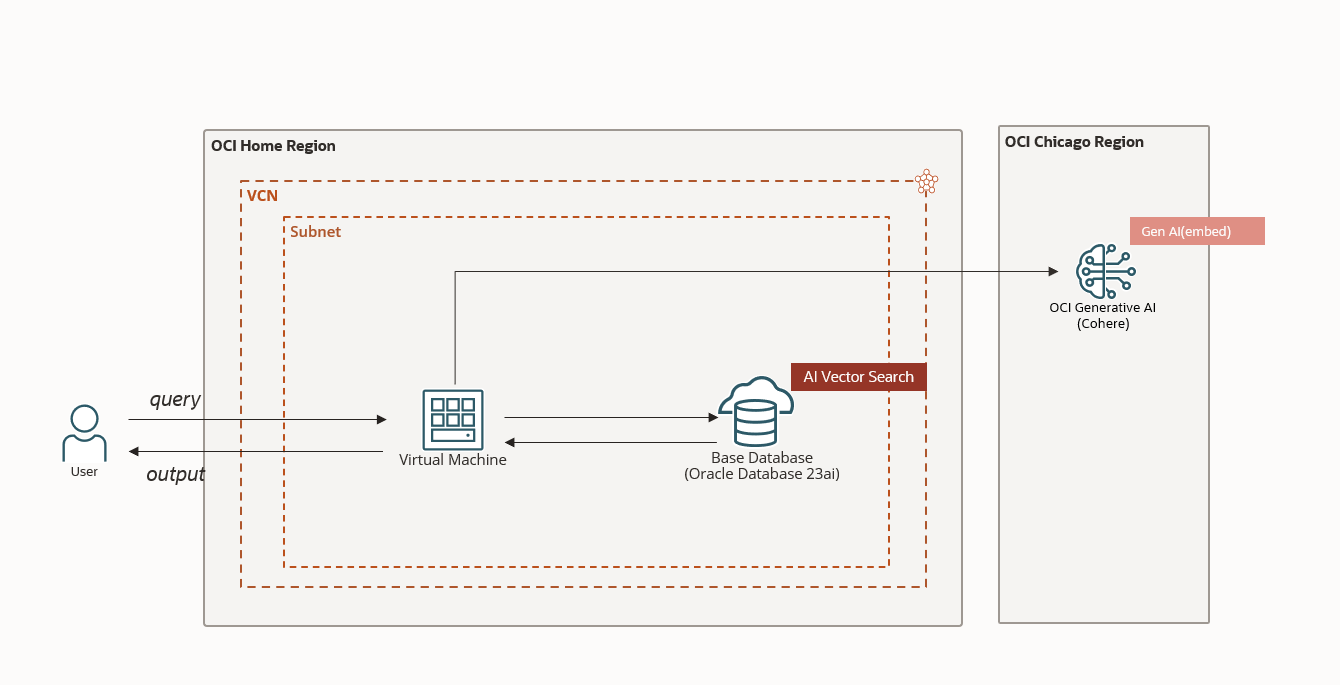 OCI Home Region
OCI Chicago Region
VCN
Subnet
Gen AI(embed)
OCI Generative AI
(Cohere)
AI Vector Search
query
output
User
Virtual Machine
Base Database
(Oracle Database 23ai)